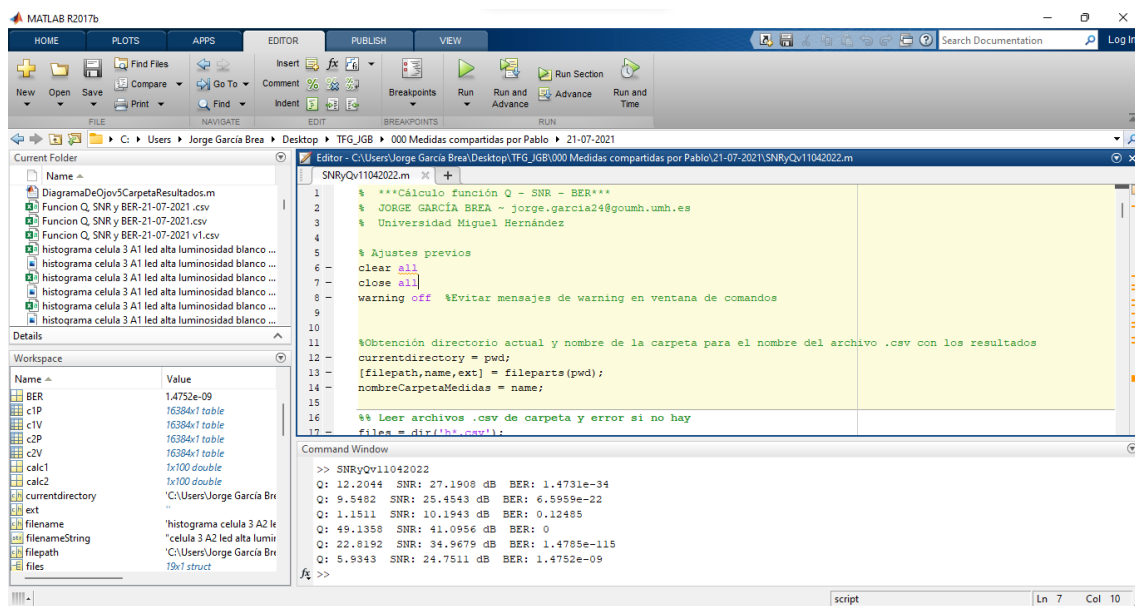 MATLAB R2017b
HOME PLOTS APPS EDITOR PUBLISH VIEW Search Documentation Log In
New Open Save Find Files Compare Print Go To Find Insert fx Comment Indent Breakpoints Run Run and Advance Run Section Advance Run and Time
FILE NAVIGATE EDIT BREAKPOINTS RUN
C: Users Jorge García Brea Desktop TFG_JGB 000 Medidas compartidas por Pablo 21-07-2021
Current Folder
Name
DiagramaDeOjov5CarpetaResultados.m
Funcion Q, SNR y BER-21-07-2021 .csv
Funcion Q, SNR y BER-21-07-2021.csv
Funcion Q, SNR y BER-21-07-2021 v1.csv
histograma celula 3 A1 led alta luminosidad blanco ...
histograma celula 3 A1 led alta luminosidad blanco ...
histograma celula 3 A1 led alta luminosidad blanco ...
histograma celula 3 A1 led alta luminosidad blanco ...
histograma celula 3 A1 led alta luminosidad blanco ...
histograma celula 3 A1 led alta luminosidad blanco ...
Details
Workspace
Name Value
BER 1.4752e-09
c1P 16384x1 table
c1V 16384x1 table
c2P 16384x1 table
c2V 16384x1 table
calc1 1x100 double
calc2 1x100 double
currentdirectory 'C:\Users\Jorge García Bre
ext ''
filename 'histograma celula 3 A2 le
filenameString "celula 3 A2 led alta lumir
filepath 'C:\Users\Jorge García Bre
files 19x1 struct
Editor - C:\Users\Jorge García Brea\Desktop\TFG_JGB\000 Medidas compartidas por Pablo\21-07-2021\SNRyQv11042022.m
SNRyQv11042022.m
1 % ***Cálculo función Q - SNR - BER***
2 % JORGE GARCÍA BREA ~ jorge.garcia24@goumh.umh.es
3 % Universidad Miguel Hernández
4
5 % Ajustes previos
6 - clear all
7 - close all
8 - warning off %Evitar mensajes de warning en ventana de comandos
9
10
11 %Obtención directorio actual y nombre de la carpeta para el nombre del archivo .csv con los resultados
12 - currentdirectory = pwd;
13 - [filepath,name,ext] = fileparts(pwd);
14 - nombreCarpetaMedidas = name;
15
16 %% Leer archivos .csv de carpeta y error si no hay
17 - files = dir('h*.csv');
Command Window
>> SNRyQv11042022
Q: 12.2044 SNR: 27.1908 dB BER: 1.4731e-34
Q: 9.5482 SNR: 25.4543 dB BER: 6.5959e-22
Q: 1.1511 SNR: 10.1943 dB BER: 0.12485
Q: 49.1358 SNR: 41.0956 dB BER: 0
Q: 22.8192 SNR: 34.9679 dB BER: 1.4785e-115
Q: 5.9343 SNR: 24.7511 dB BER: 1.4752e-09
fx >>
script Ln 7 Col 10